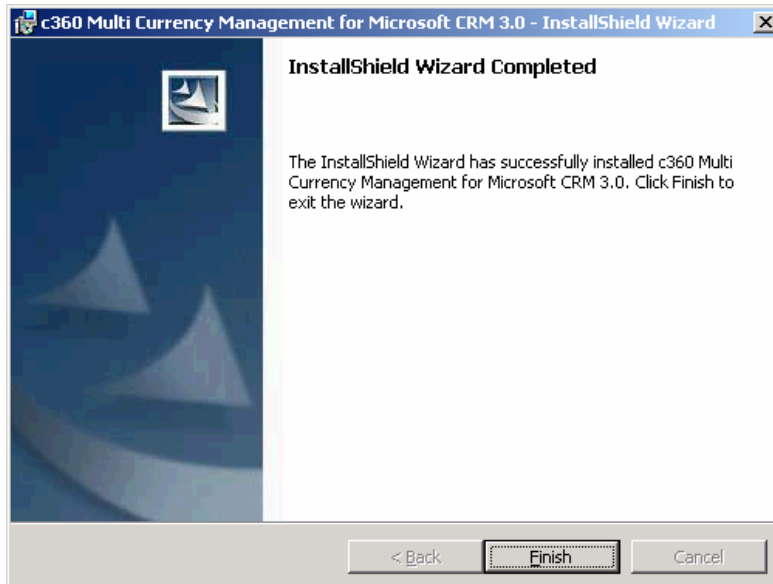 c360 Multi Currency Management for Microsoft CRM 3.0 - InstallShield Wizard
InstallShield Wizard Completed
The InstallShield Wizard has successfully installed c360 Multi
Currency Management for Microsoft CRM 3.0. Click Finish to
exit the wizard.
< Back
Finish
Cancel